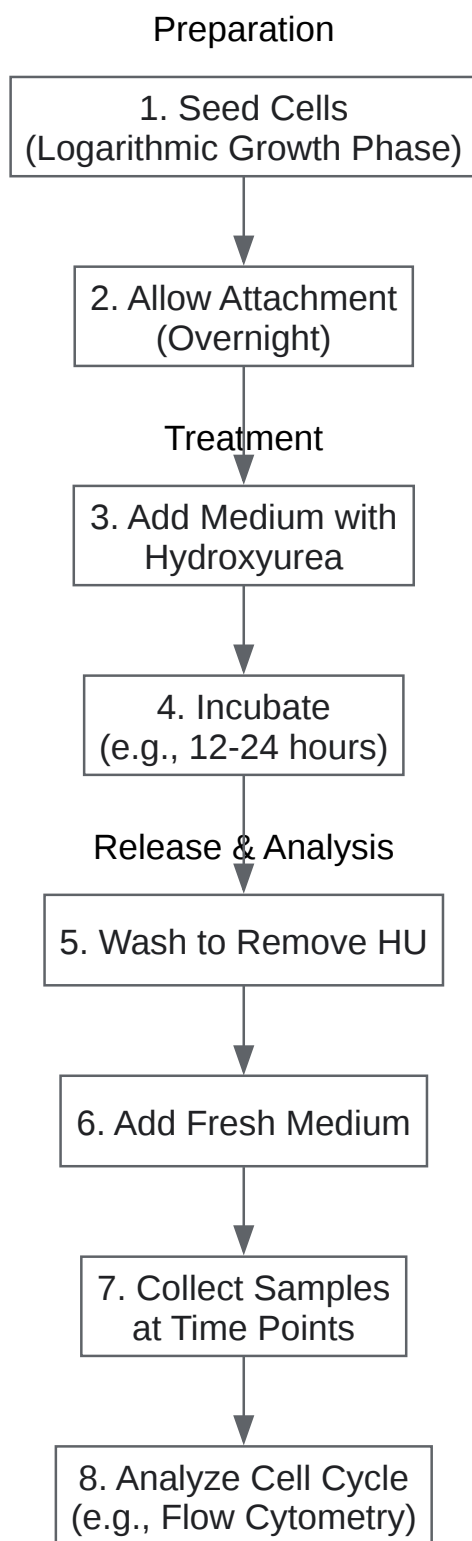 Preparation
1. Seed Cells
(Logarithmic Growth Phase)
2. Allow Attachment
(Overnight)
Treatment
3. Add Medium with
Hydroxyurea
4. Incubate
(e.g., 12-24 hours)
Release & Analysis
5. Wash to Remove HU
6. Add Fresh Medium
7. Collect Samples
at Time Points
8. Analyze Cell Cycle
(e.g., Flow Cytometry)